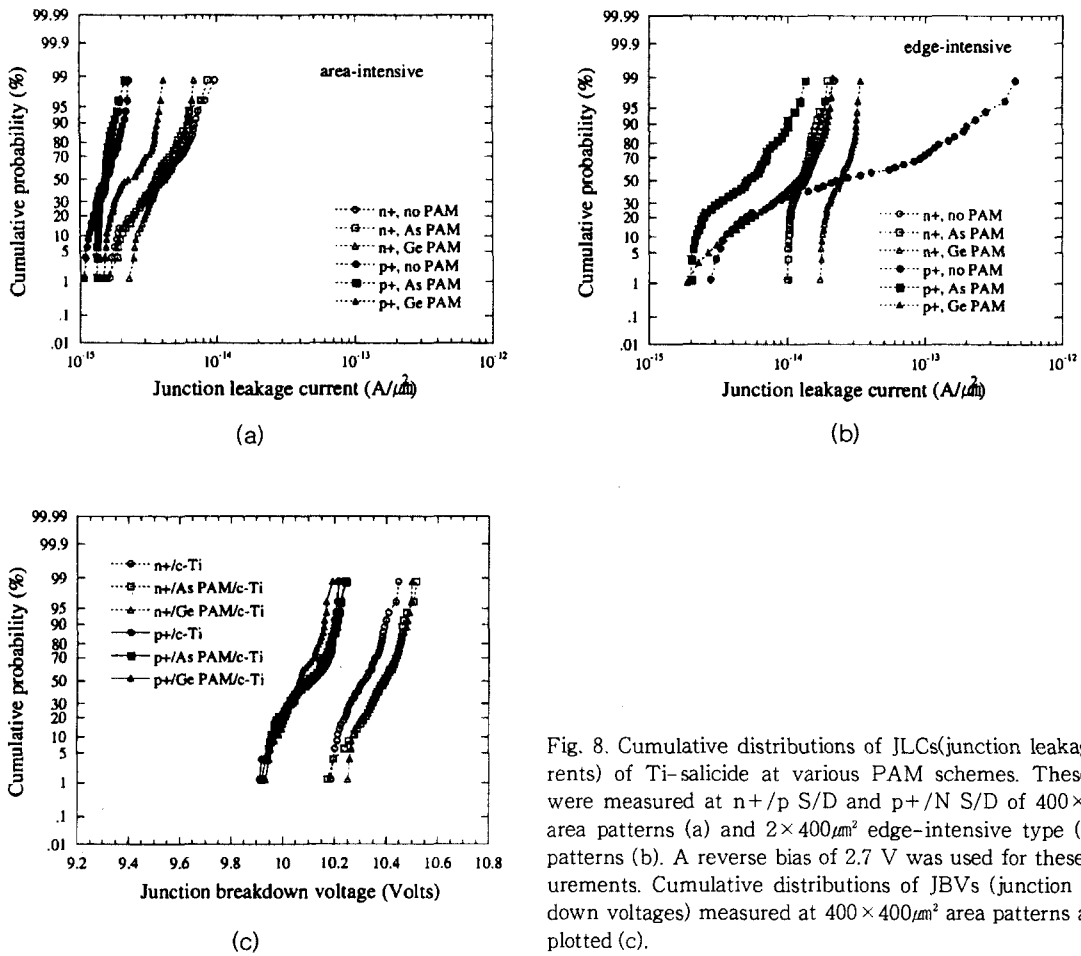 99.99
99.9
99
95
90
80
70
50
30
20
10
5
1
.1
.01
Cumulative probability (%)
area-intensive
n+, no PAM
n+, As PAM
n+, Ge PAM
p+, no PAM
p+, As PAM
p+, Ge PAM
10-15
10-14
10-13
10-12
Junction leakage current (A/μm2)
(a)
99.99
99.9
99
95
90
80
70
50
30
20
10
5
1
.1
.01
Cumulative probability (%)
edge-intensive
n+, no PAM
n+, As PAM
n+, Ge PAM
p+, no PAM
p+, As PAM
p+, Ge PAM
10-15
10-14
10-13
10-12
Junction leakage current (A/μm2)
(b)
99.99
99.9
99
95
90
80
70
50
30
20
10
5
1
.1
.01
Cumulative probability (%)
n+/c-Ti
n+/As PAM/c-Ti
n+/Ge PAM/c-Ti
p+/c-Ti
p+/As PAM/c-Ti
p+/Ge PAM/c-Ti
9.2
9.4
9.6
9.8
10
10.2
10.4
10.6
10.8
Junction breakdown voltage (Volts)
(c)
Fig. 8. Cumulative distributions of JLCs(junction leakag
rents) of Ti-salicide at various PAM schemes. These
were measured at n+/p S/D and p+/N S/D of 400×
area patterns (a) and 2×400μm² edge-intensive type (
patterns (b). A reverse bias of 2.7 V was used for these
urements. Cumulative distributions of JBVs (junction
down voltages) measured at 400×400μm² area patterns a
plotted (c).